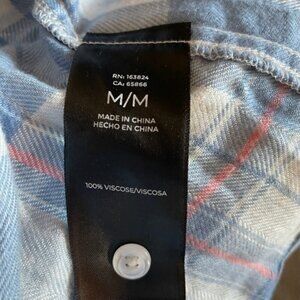 RN: 163824
CA: 65866
M/M
MADE IN CHINA
HECHO EN CHINA
100% VISCOSE/VISCOSA